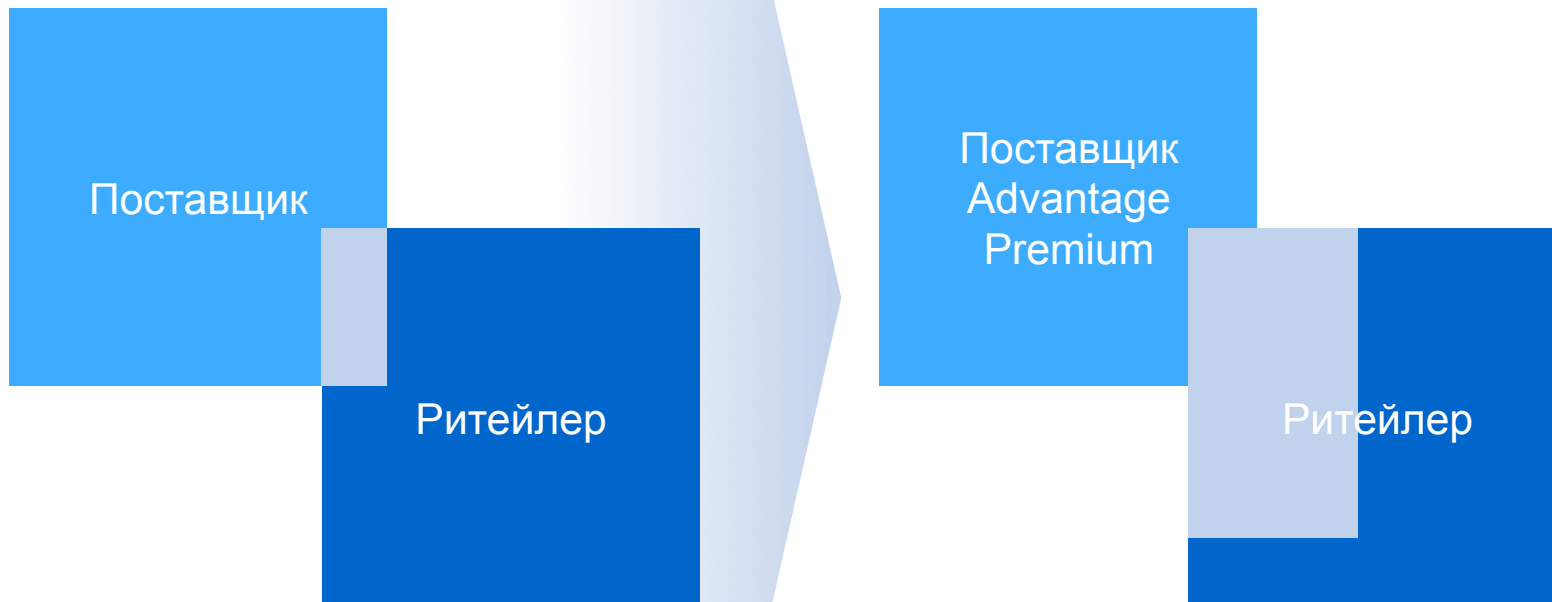 Поставщик
Ритейлер
Поставщик
Advantage
Premium
Ритейлер